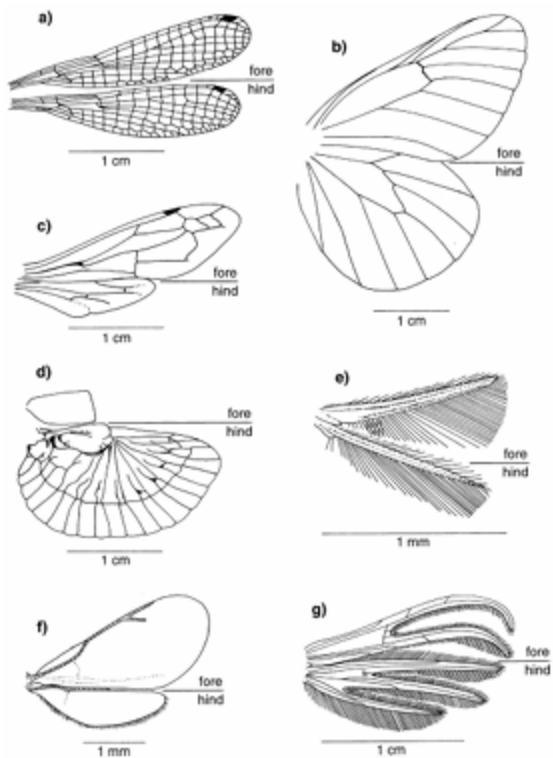 a)
fore
hind
1 cm
b)
fore
hind
1 cm
c)
fore
hind
1 cm
d)
fore
hind
1 cm
e)
fore
hind
1 mm
f)
fore
hind
1 mm
g)
fore
hind
1 cm